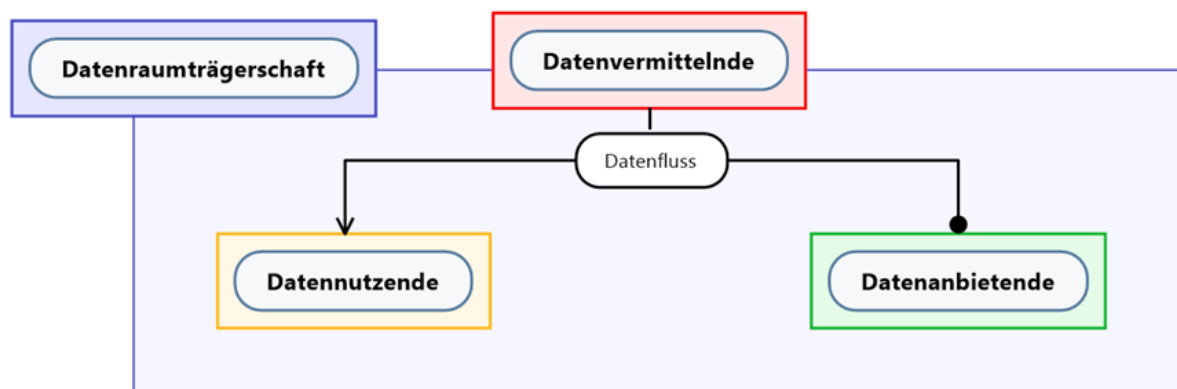 Datenraumträgerschaft
Datenvermittelnde
Datenfluss
Datennutzende
Datenanbietende